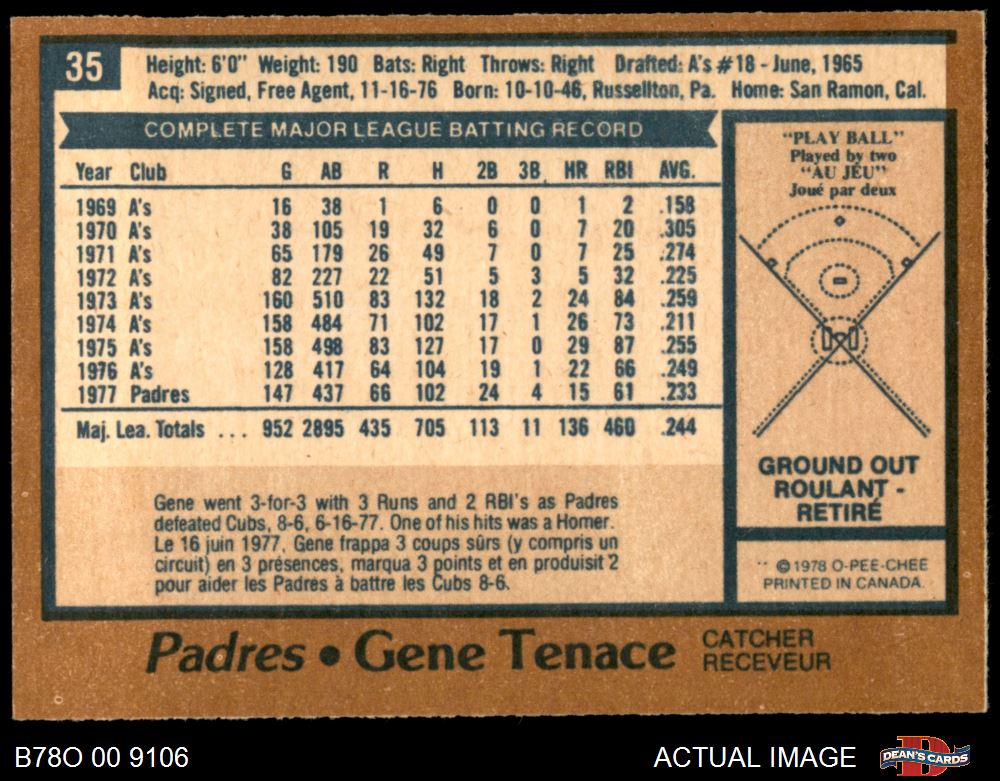 35
Height: 6'0" Weight: 190 Bats: Right Throws: Right Drafted: A's #18 - June, 1965
Acq: Signed, Free Agent, 11-16-76 Born: 10-10-46, Russellton, Pa. Home: San Ramon, Cal.
COMPLETE MAJOR LEAGUE BATTING RECORD
Year Club G AB R H 2B 3B HR RBI AVG.
1969 A's 16 38 1 6 0 0 1 2 .158
1970 A's 38 105 19 32 6 0 7 20 .305
1971 A's 65 179 26 49 7 0 7 25 .274
1972 A's 82 227 22 51 5 3 5 32 .225
1973 A's 160 510 83 132 18 2 24 84 .259
1974 A's 158 484 71 102 17 1 26 73 .211
1975 A's 158 498 83 127 17 0 29 87 .255
1976 A's 128 417 64 104 19 1 22 66 .249
1977 Padres 147 437 66 102 24 4 15 61 .233
Maj. Lea. Totals ... 952 2895 435 705 113 11 136 460 .244
Gene went 3-for-3 with 3 Runs and 2 RBI's as Padres
defeated Cubs, 8-6, 6-16-77. One of his hits was a Homer.
Le 16 juin 1977, Gene frappa 3 coups sûrs (y compris un
circuit) en 3 présences, marqua 3 points et en produisit 2
pour aider les Padres à battre les Cubs 8-6.
"PLAY BALL"
Played by two
"AU JEU"
Joué par deux
GROUND OUT
ROULANT -
RETIRÉ
©1978 O-PEE-CHEE
PRINTED IN CANADA.
Padres • Gene Tenace
CATCHER
RECEVEUR
B78O 00 9106
ACTUAL IMAGE
DEAN'S CARDS